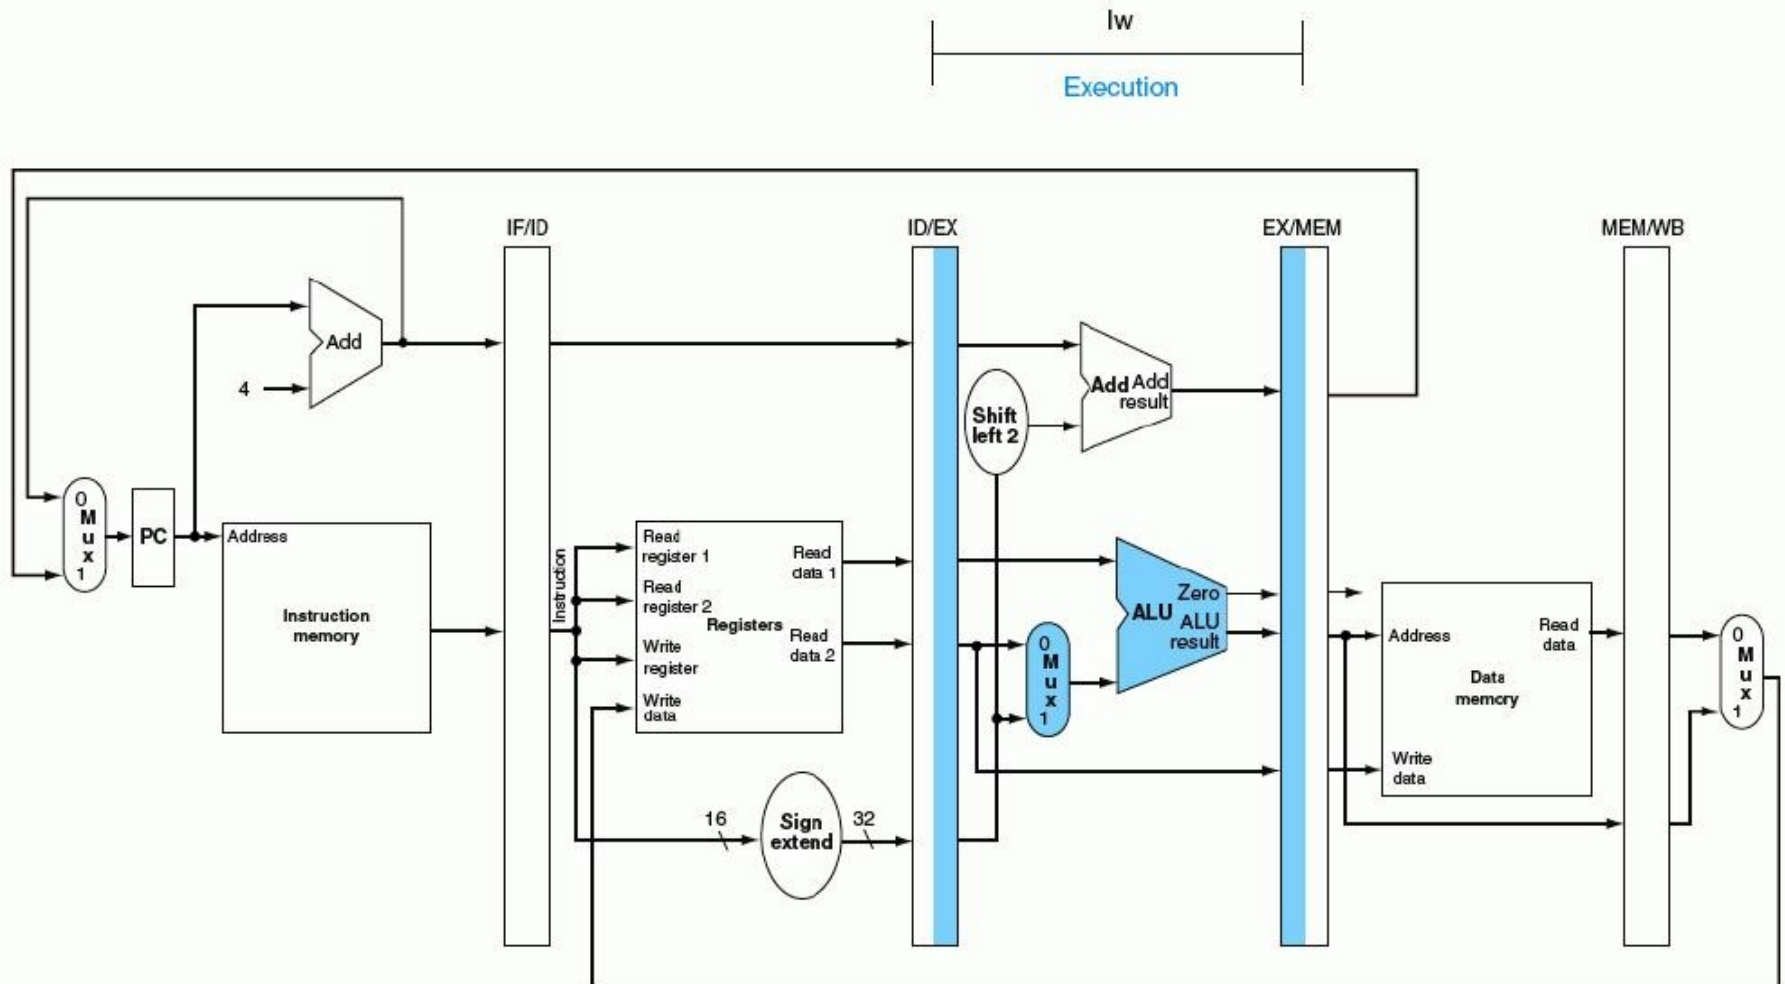 lw
Execution
IF/ID
ID/EX
EX/MEM
MEM/WB
Add
4
Add Add
result
Shift
left 2
0
M
u
x
1
PC
Address
Instruction
memory
Instruction
Read
register 1
Read
register 2
Write
register
Write
data
Registers
Read
data 1
Read
data 2
16
Sign
extend
32
0
M
u
x
1
Zero
ALU
ALU
result
Address
Read
data
Data
memory
Write
data
0
M
u
x
1